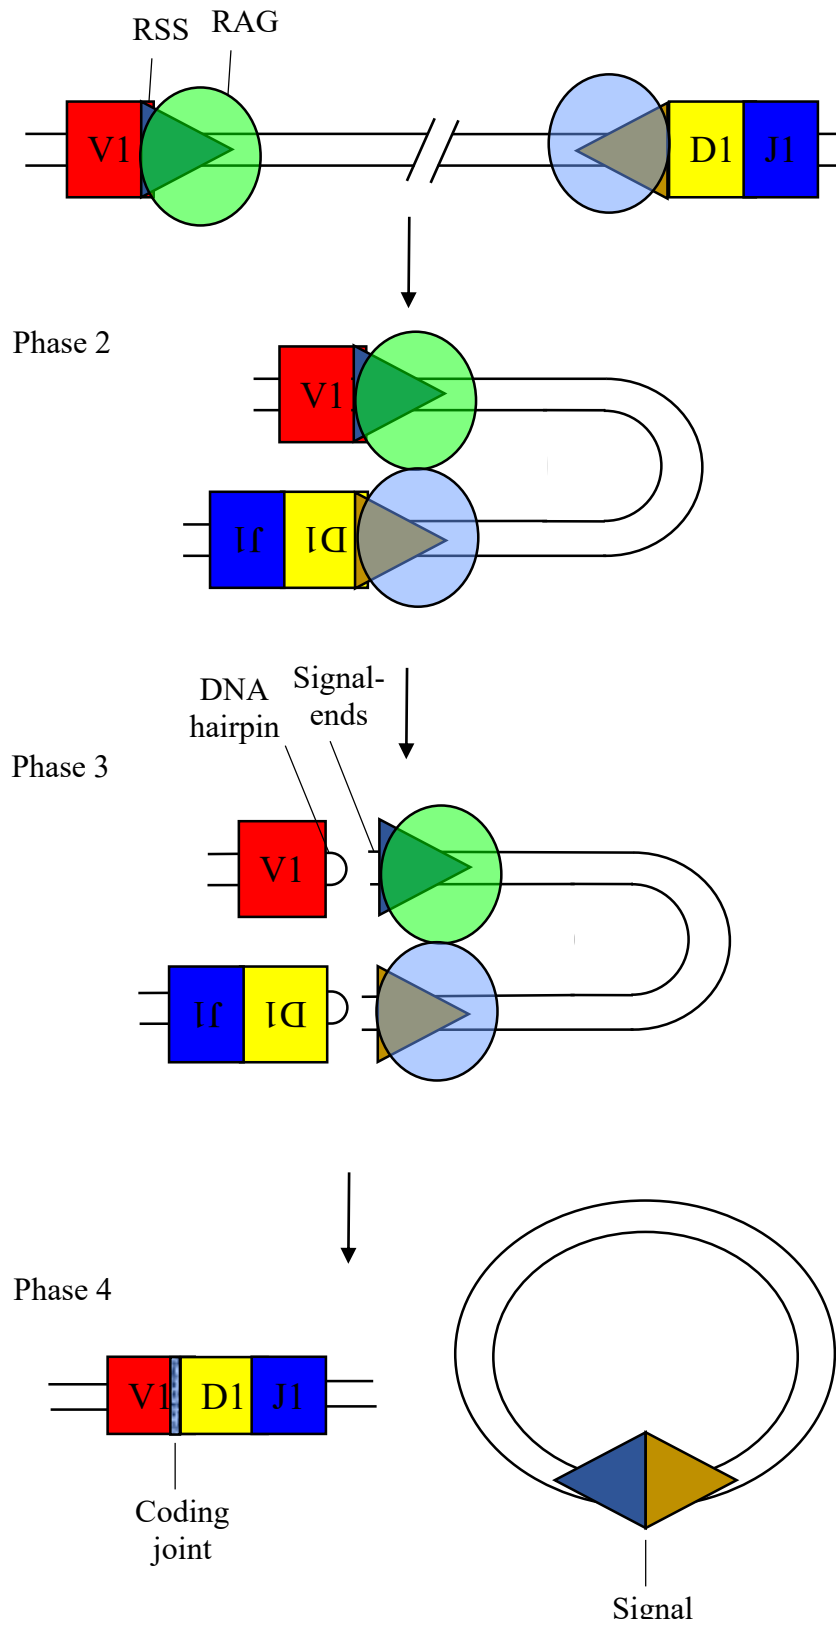 RSS
RAG
V1
D1
J1
Phase 2
V1
J1
D1
DNA
hairpin
Signal-
ends
Phase 3
V1
J1
D1
Phase 4
V1
D1
J1
Coding
joint
Signal